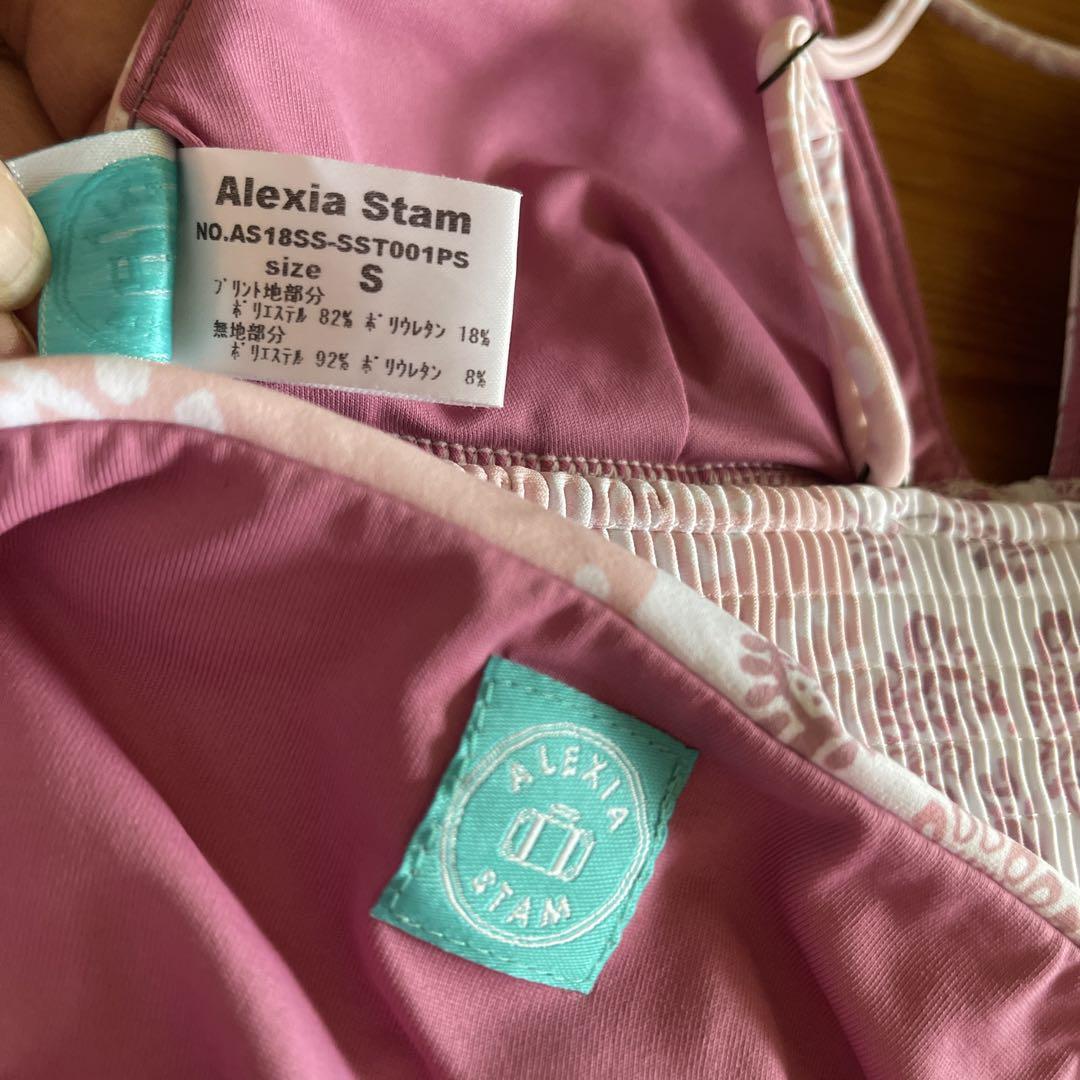 Alexia Stam
NO.AS18SS-SST001PS
size S
プリント地部分
ポリエステル 82% ポリウレタン 18%
無地部分
ポリエステル 92% ポリウレタン 8%
ALEXIA
STAM